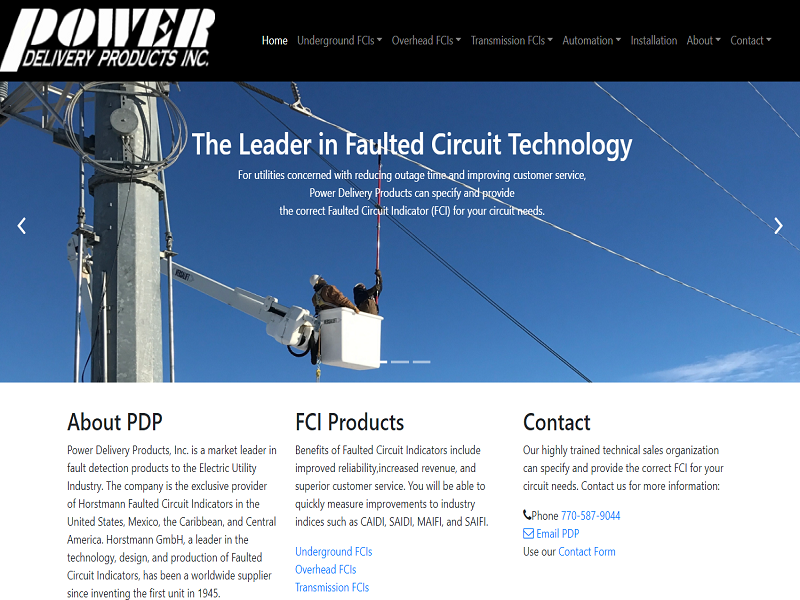 POWER
DELIVERY PRODUCTS INC.
Home Underground FCIs Overhead FCIs Transmission FCIs Automation Installation About Contact
The Leader in Faulted Circuit Technology
For utilities concerned with reducing outage time and improving customer service,
Power Delivery Products can specify and provide
the correct Faulted Circuit Indicator (FCI) for your circuit needs.
About PDP
Power Delivery Products, Inc. is a market leader in
fault detection products to the Electric Utility
Industry. The company is the exclusive provider
of Horstmann Faulted Circuit Indicators in the
United States, Mexico, the Caribbean, and Central
America. Horstmann GmbH, a leader in the
technology, design, and production of Faulted
Circuit Indicators, has been a worldwide supplier
since inventing the first unit in 1945.
FCI Products
Benefits of Faulted Circuit Indicators include
improved reliability,increased revenue, and
superior customer service. You will be able to
quickly measure improvements to industry
indices such as CAIDI, SAIDI, MAIFI, and SAIFI.
Underground FCIs
Overhead FCIs
Transmission FCIs
Contact
Our highly trained technical sales organization
can specify and provide the correct FCI for your
circuit needs. Contact us for more information:
Phone 770-587-9044
Email PDP
Use our Contact Form